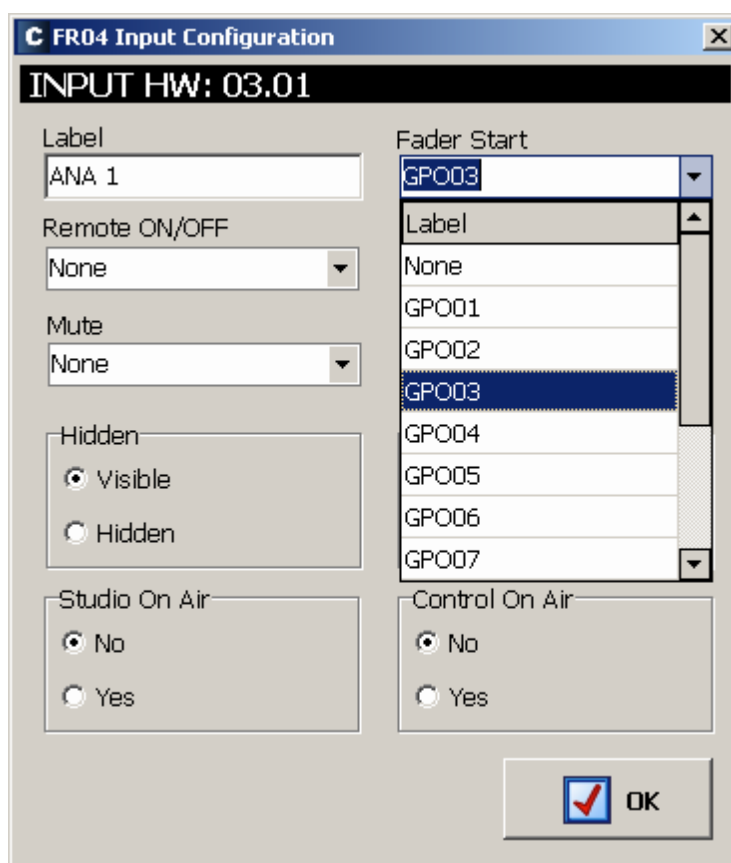 C FR04 Input Configuration
INPUT HW: 03.01
Label
ANA 1
Remote ON/OFF
None
Mute
None
Fader Start
GPO03
Label
None
GPO01
GPO02
GPO03
GPO04
GPO05
GPO06
GPO07
Hidden
Visible
Hidden
Studio On Air
No
Yes
Control On Air
No
Yes
OK